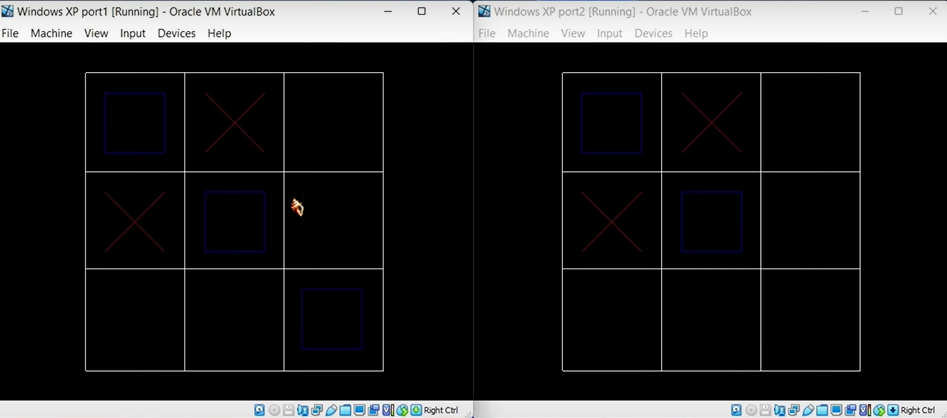 Windows XP port1 [Running] - Oracle VM VirtualBox
File Machine View Input Devices Help
Right Ctrl
Windows XP port2 [Running] - Oracle VM VirtualBox
File Machine View Input Devices Help
Right Ctrl